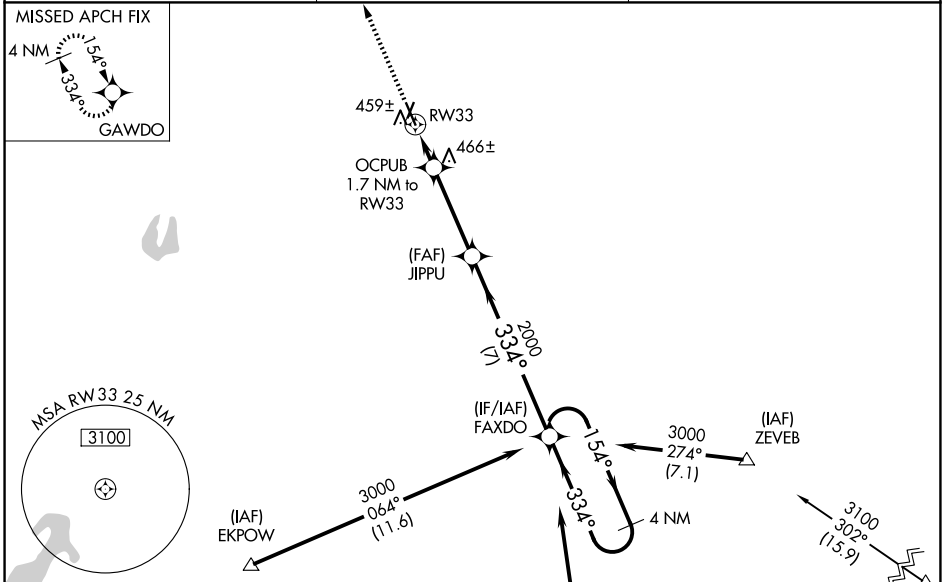 MISSED APCH FIX
4 NM
154°
334°
GAWDO
459±
RW33
466±
OCPUB
1.7 NM to
RW33
(FAF)
JIPPU
2000
334°
(7)
MSA RW33 25 NM
3100
(IF/IAF)
FAXDO
154°
334°
4 NM
3000
274°
(7.1)
(IAF)
ZEVEB
3000
064°
(11.6)
(IAF)
EKPOW
3100
302°
(15.9)